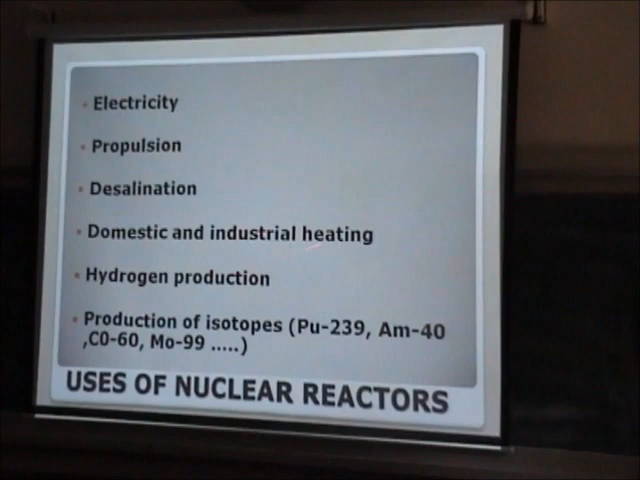 Electricity
Propulsion
Desalination
Domestic and industrial heating
Hydrogen production
Production of isotopes (Pu-239, Am-40
,C0-60, Mo-99 .....)
USES OF NUCLEAR REACTORS